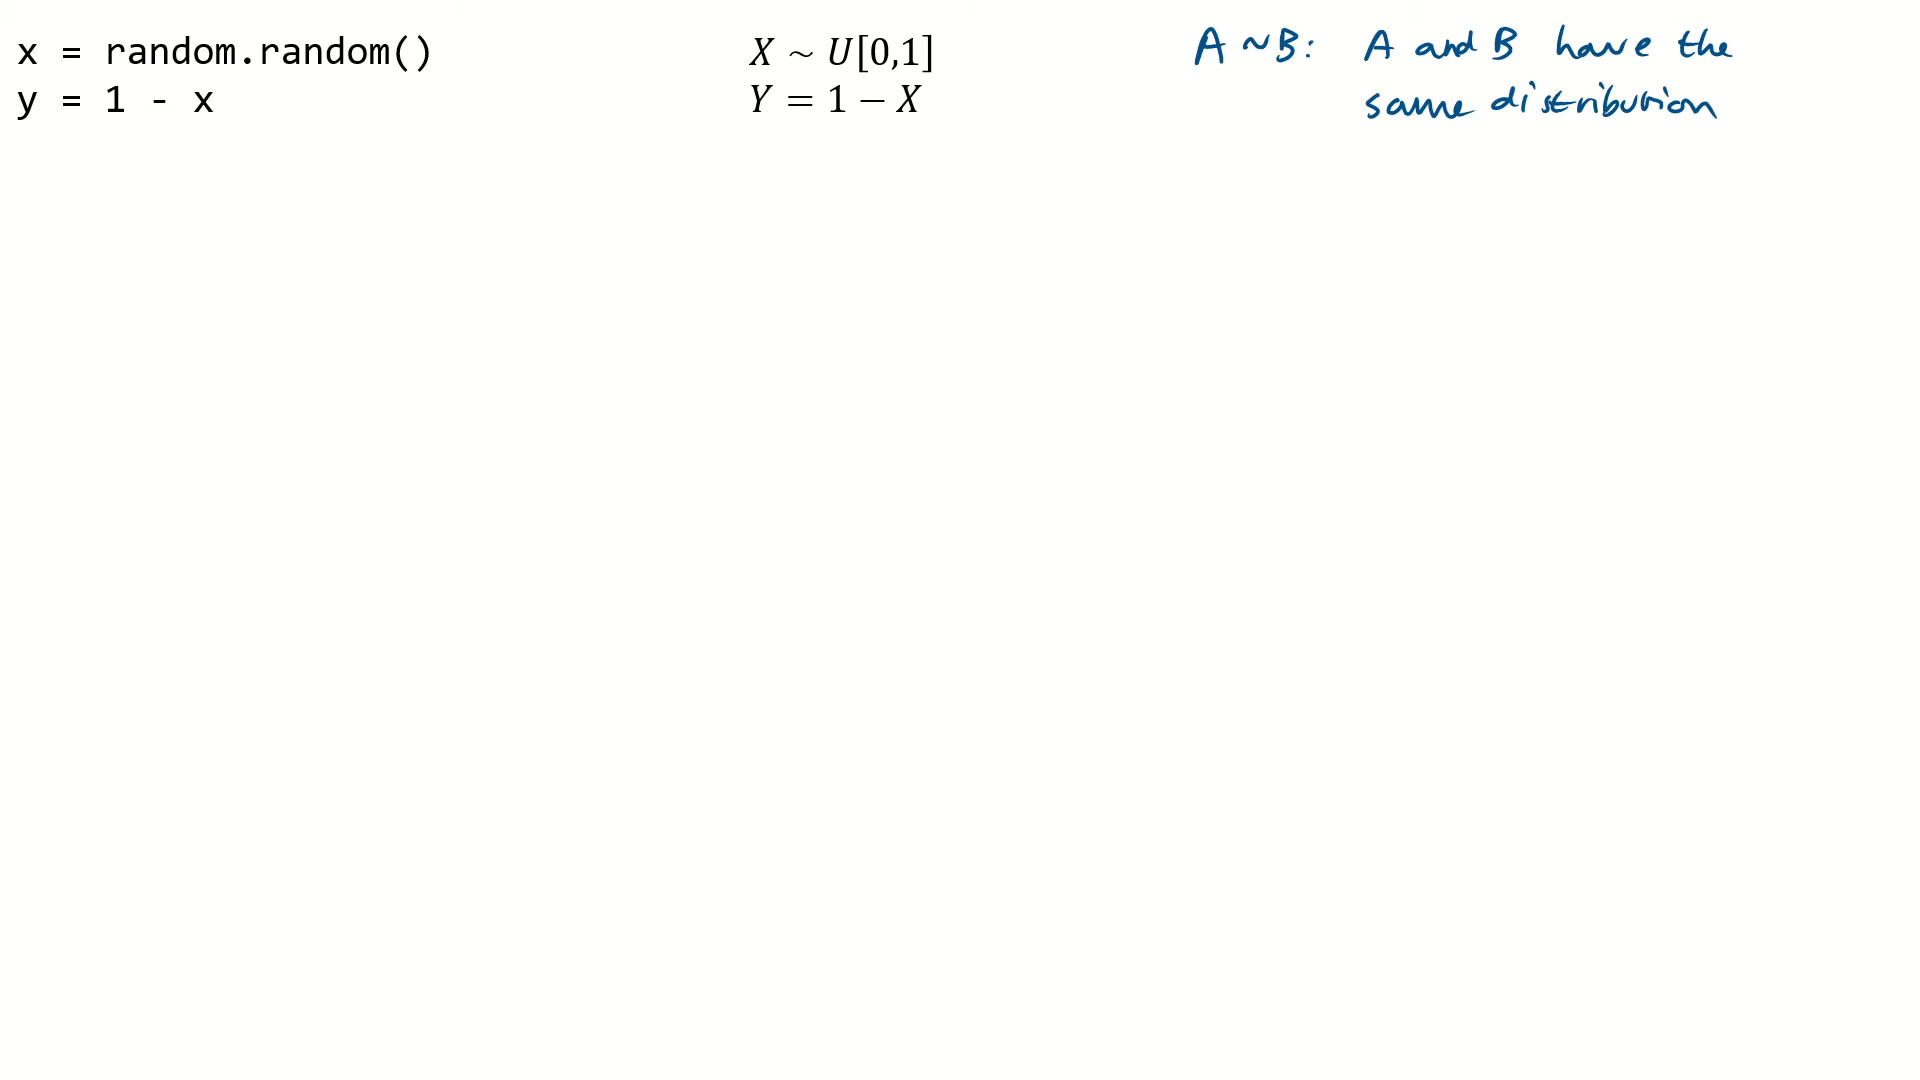 x = random.random()
y = 1 - x
X ~ U[0,1]
Y = 1 − X
A ~ B: A and B have the
same distribution